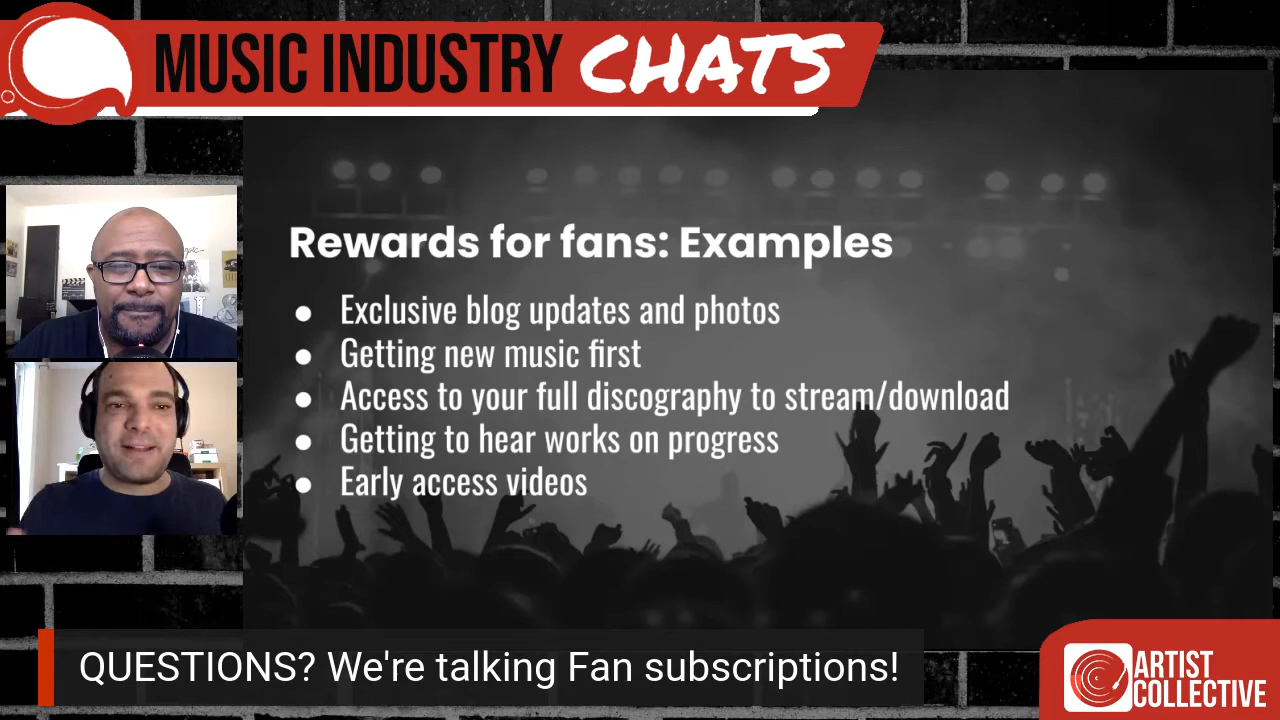 MUSIC INDUSTRY CHATS
Rewards for fans: Examples
● Exclusive blog updates and photos
● Getting new music first
● Access to your full discography to stream/download
● Getting to hear works on progress
● Early access videos
QUESTIONS? We're talking Fan subscriptions!
ARTIST
COLLECTIVE